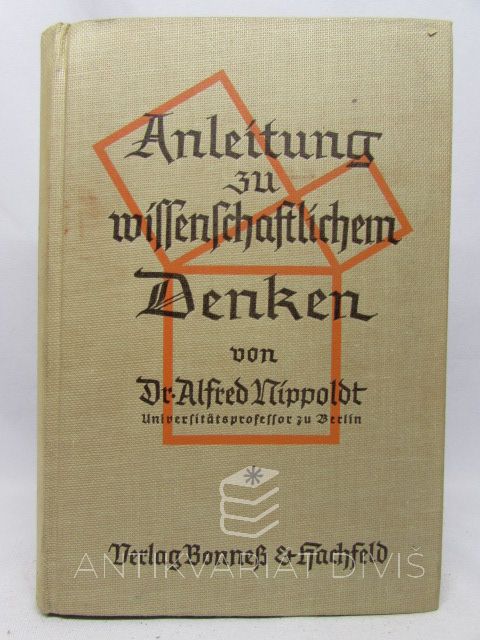 Anleitung
zu
wissenschaftlichem
Denken
von
Dr. Alfred Nippoldt
Universitätsprofessor zu Berlin
Verlag Bonneß & Hachfeld
ANTIKVARIÁT DIVIŠ